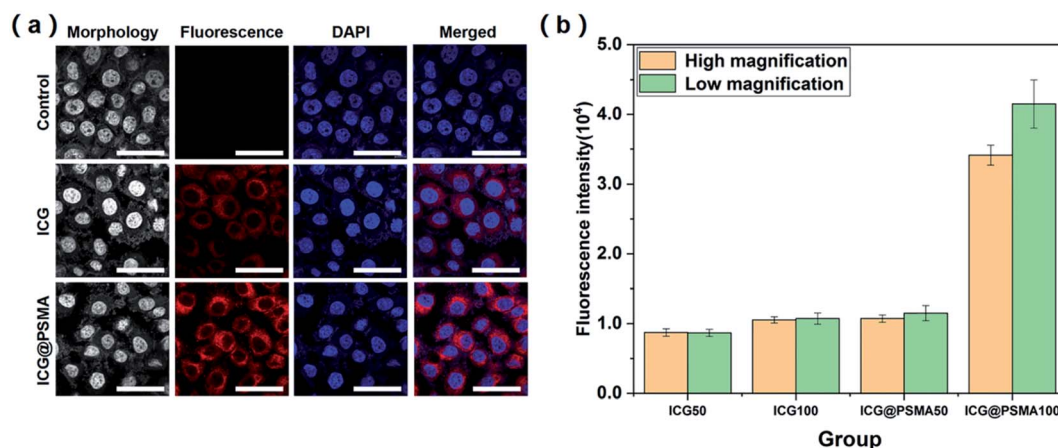 ( a )
Morphology Fluorescence DAPI Merged
Control
ICG
ICG@PSMA
( b )
5.0
4.0
3.0
2.0
1.0
0.0
Fluorescence intensity(10⁴)
High magnification
Low magnification
ICG50 ICG100 ICG@PSMA50 ICG@PSMA100
Group